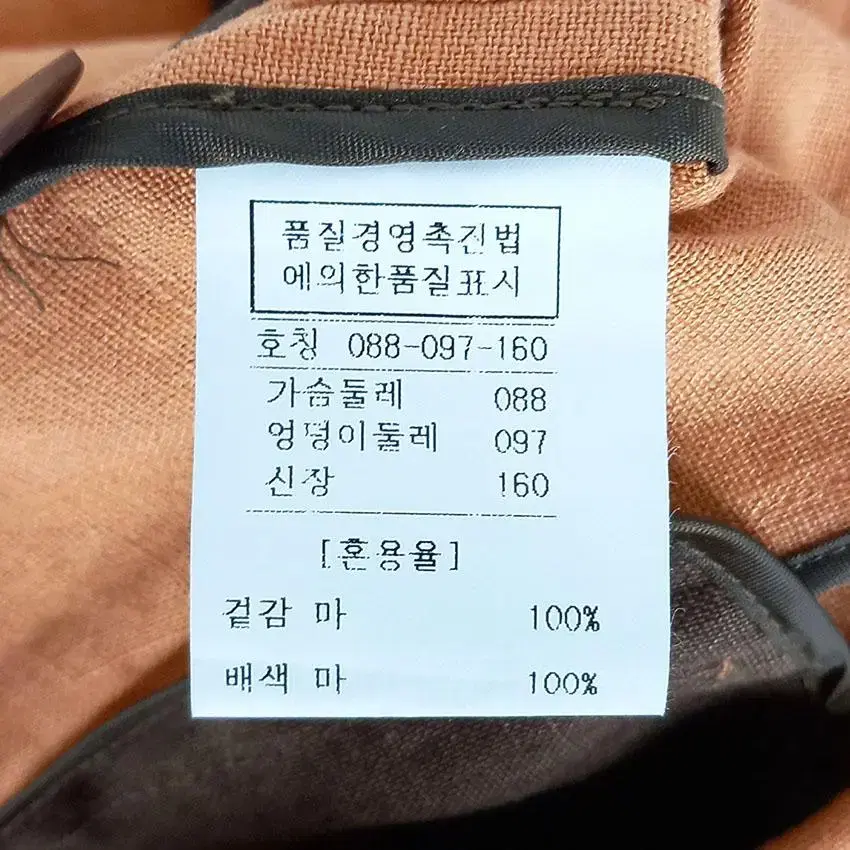 품질경영촉진법
에의한품질표시
호칭 088-097-160
가슴둘레 088
엉덩이둘레 097
신장 160
[혼용율]
겉감 마 100%
배색 마 100%